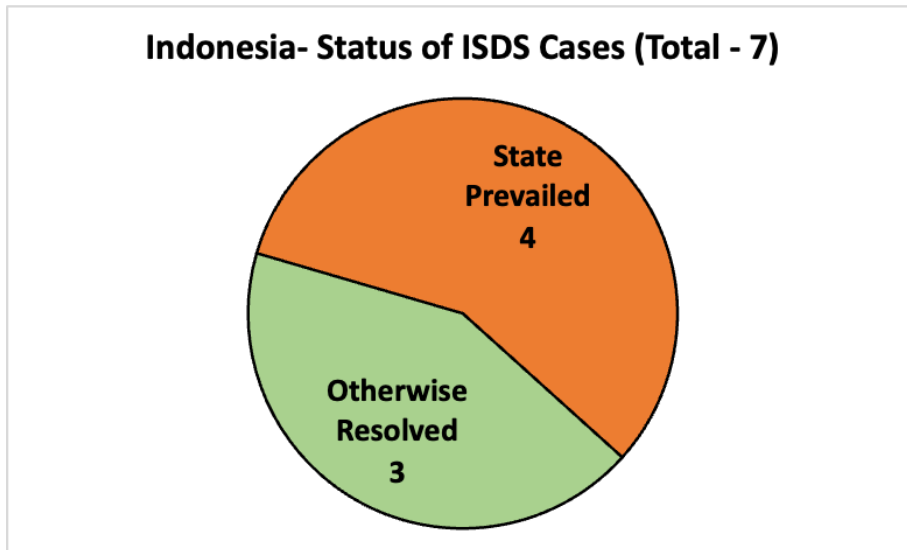 Indonesia- Status of ISDS Cases (Total - 7)
State
Prevailed
4
Otherwise
Resolved
3